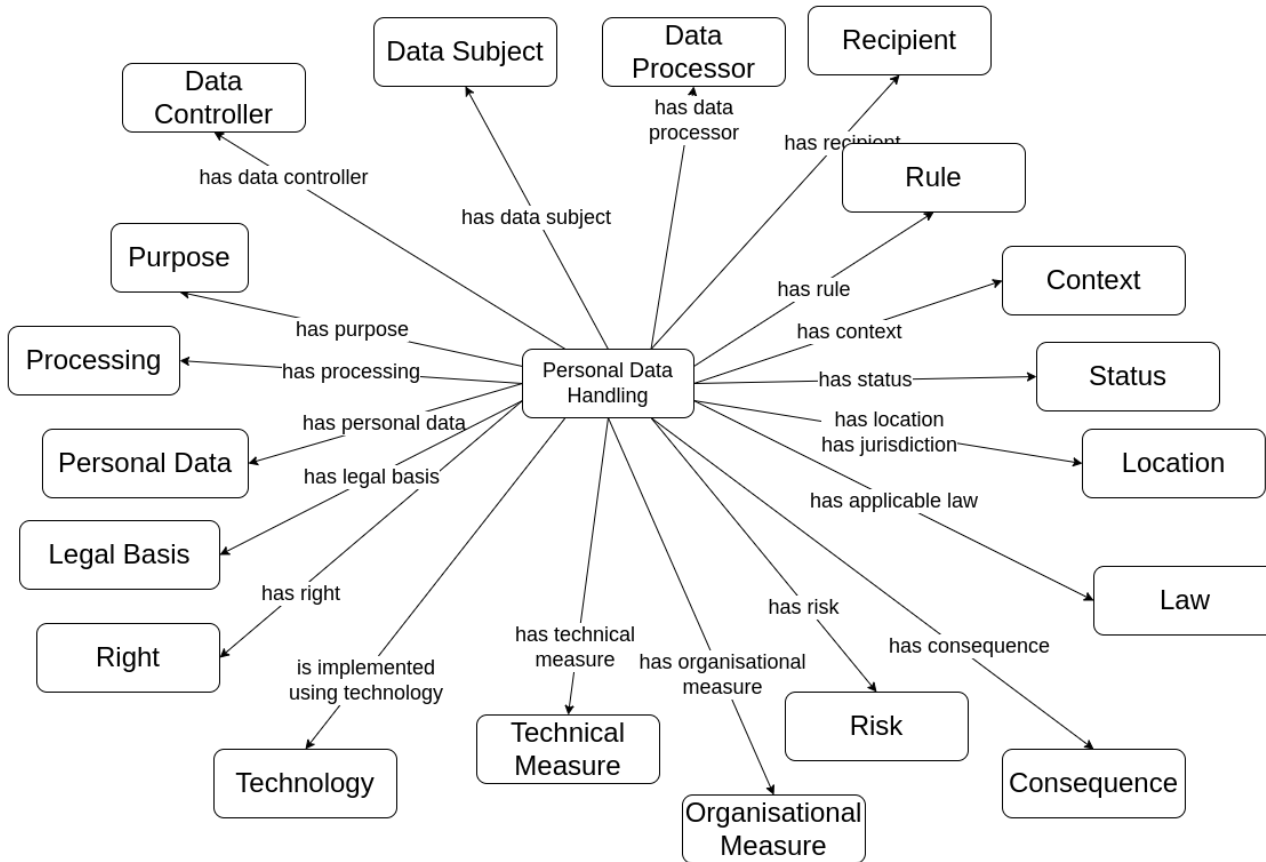 Data Subject
Data
Processor
Recipient
Data
Controller
has data
processor
has recipient
has data controller
Rule
has data subject
Purpose
Context
has rule
has purpose
has context
Processing
has processing
Personal Data
Handling
has status
Status
has personal data
has location
has jurisdiction
Personal Data
Location
has legal basis
has applicable law
Legal Basis
has right
has risk
Law
Right
has technical
measure
has organisational
measure
has consequence
is implemented
using technology
Risk
Technical
Measure
Technology
Consequence
Organisational
Measure